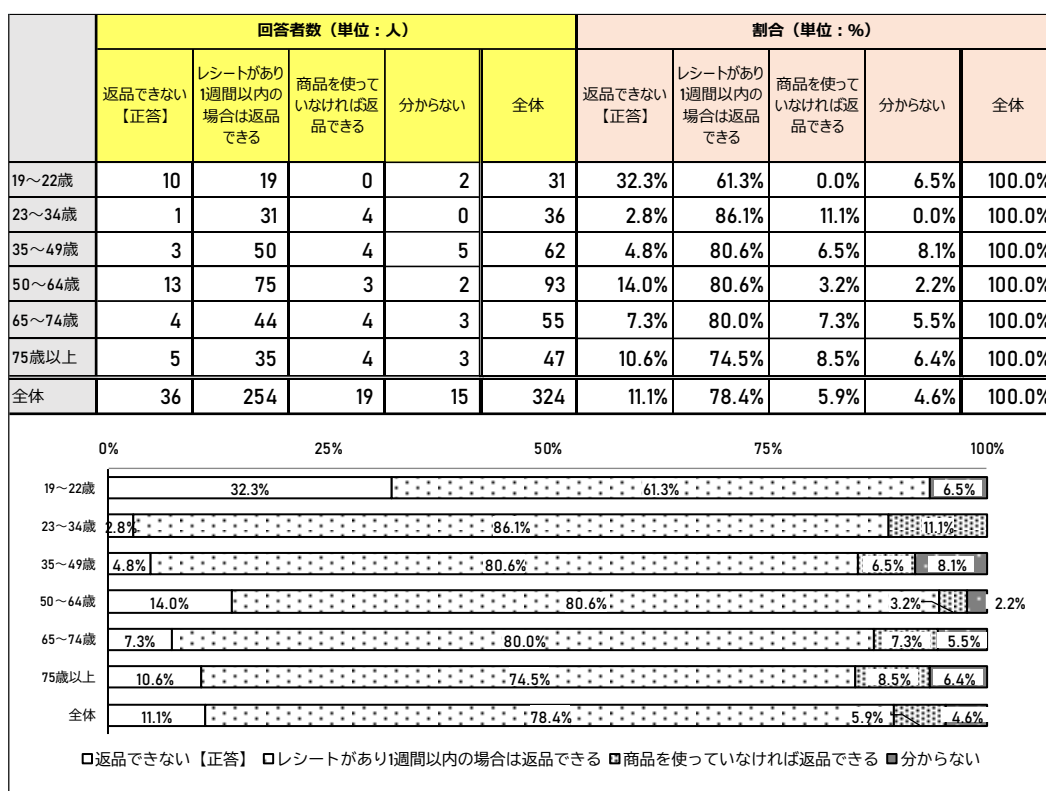 回答者数（単位：人） 割合（単位：%）
返品できない【正答】 レシートがあり1週間以内の場合は返品できる 商品を使っていなければ返品できる 分からない 全体 返品できない【正答】 レシートがあり1週間以内の場合は返品できる 商品を使っていなければ返品できる 分からない 全体
19～22歳 10 19 0 2 31 32.3% 61.3% 0.0% 6.5% 100.0%
23～34歳 1 31 4 0 36 2.8% 86.1% 11.1% 0.0% 100.0%
35～49歳 3 50 4 5 62 4.8% 80.6% 6.5% 8.1% 100.0%
50～64歳 13 75 3 2 93 14.0% 80.6% 3.2% 2.2% 100.0%
65～74歳 4 44 4 3 55 7.3% 80.0% 7.3% 5.5% 100.0%
75歳以上 5 35 4 3 47 10.6% 74.5% 8.5% 6.4% 100.0%
全体 36 254 19 15 324 11.1% 78.4% 5.9% 4.6% 100.0%
0% 25% 50% 75% 100%
19～22歳 32.3% 61.3% 6.5%
23～34歳 2.8% 86.1% 11.1%
35～49歳 4.8% 80.6% 6.5% 8.1%
50～64歳 14.0% 80.6% 3.2% 2.2%
65～74歳 7.3% 80.0% 7.3% 5.5%
75歳以上 10.6% 74.5% 8.5% 6.4%
全体 11.1% 78.4% 5.9% 4.6%
返品できない【正答】 レシートがあり1週間以内の場合は返品できる 商品を使っていなければ返品できる 分からない